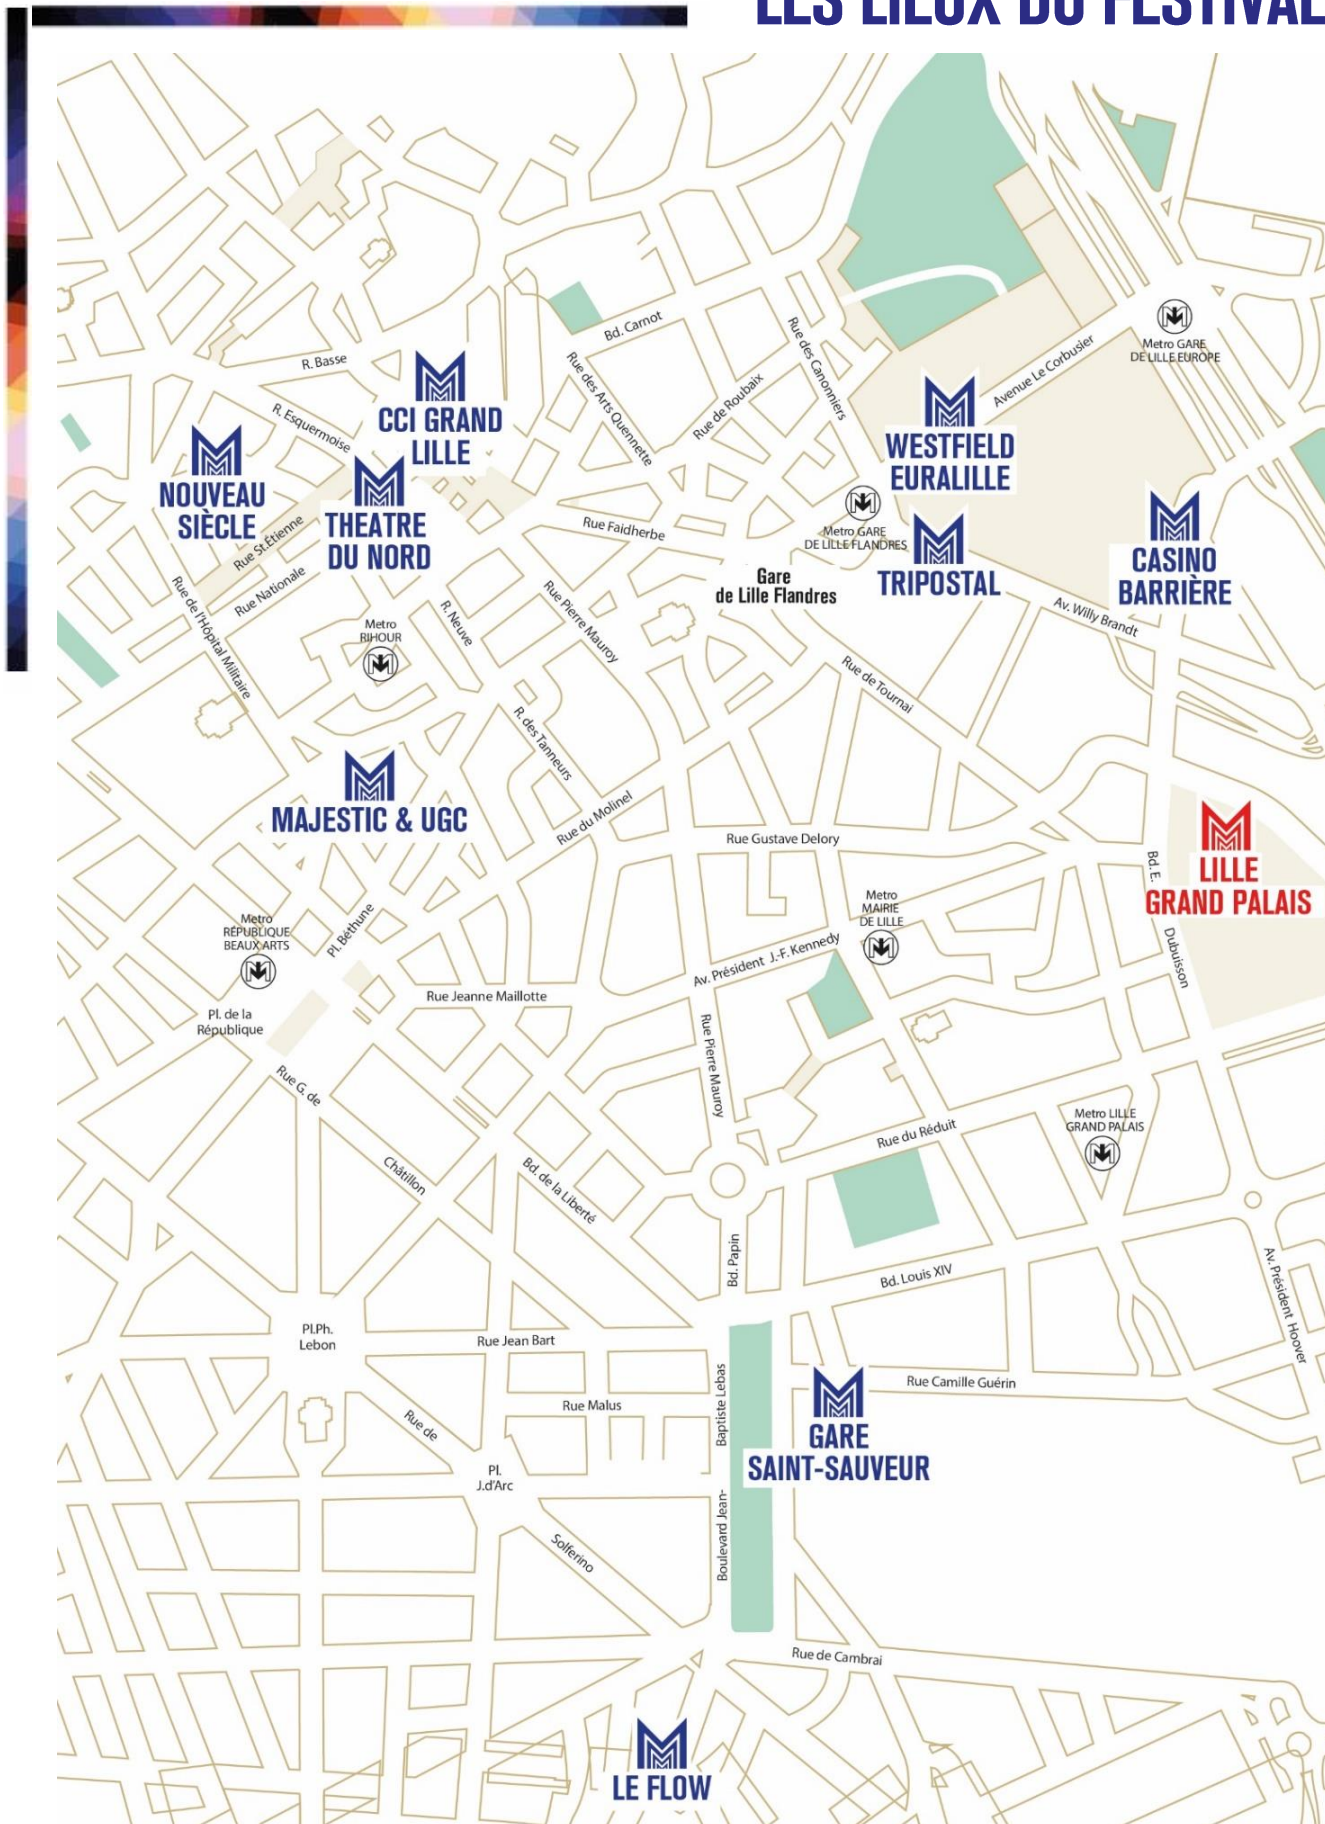 LES LIEUX DU FESTIVAL
Metro GARE
DE LILLE EUROPE
Bd. Carnot
Rue des Canonniers
Avenue Le Corbusier
R. Basse
Rue des Arts Quennette
Rue de Roubaix
CCI GRAND
LILLE
R. Esquermoise
WESTFIELD
EURALILLE
NOUVEAU
SIÈCLE
THEATRE
DU NORD
Rue St.Étienne
Rue Faidherbe
Metro GARE
DE LILLE FLANDRES
TRIPOSTAL
CASINO
BARRIÈRE
Gare
de Lille Flandres
Rue Nationale
Rue de l'Hôpital Militaire
Metro
RIHOUR
R. Neuve
Rue Pierre Mauroy
Av. Willy Brandt
Rue de Tournai
R. des Tanneurs
MAJESTIC & UGC
Rue du Molinel
Rue Gustave Delory
Bd. E.
Dubuisson
LILLE
GRAND PALAIS
Metro
MAIRIE
DE LILLE
Metro
RÉPUBLIQUE
BEAUX ARTS
Pl. Béthune
Av. Président J.-F. Kennedy
Rue Jeanne Maillotte
Pl. de la
République
Rue Pierre Mauroy
Rue G. de
Châtillon
Rue du Réduit
Metro LILLE
GRAND PALAIS
Bd. de la Liberté
Bd. Papin
Bd. Louis XIV
Av. Président Hoover
Pl.Ph.
Lebon
Rue Jean Bart
Rue Camille Guérin
Rue Malus
Rue de
Solferino
Boulevard Jean-
Baptiste Lebas
GARE
SAINT-SAUVEUR
Pl.
J.d'Arc
Rue de Cambrai
LE FLOW